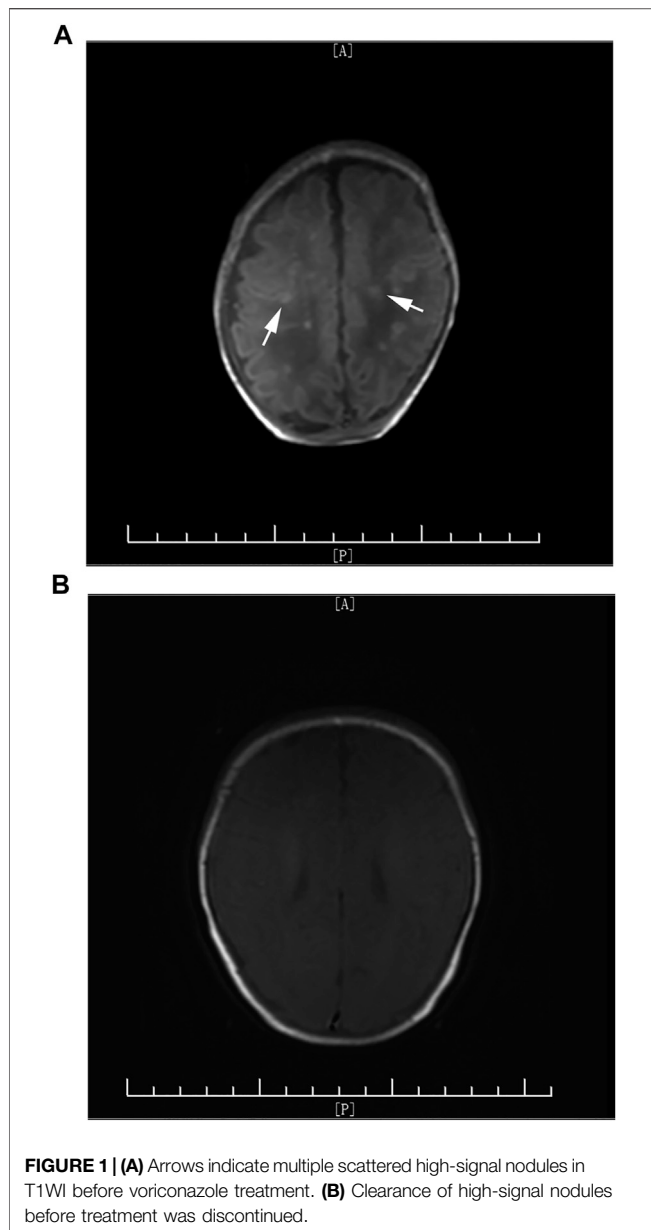 A
[A]
[P]
B
[A]
[P]
FIGURE 1 | (A) Arrows indicate multiple scattered high-signal nodules in
T1WI before voriconazole treatment. (B) Clearance of high-signal nodules
before treatment was discontinued.